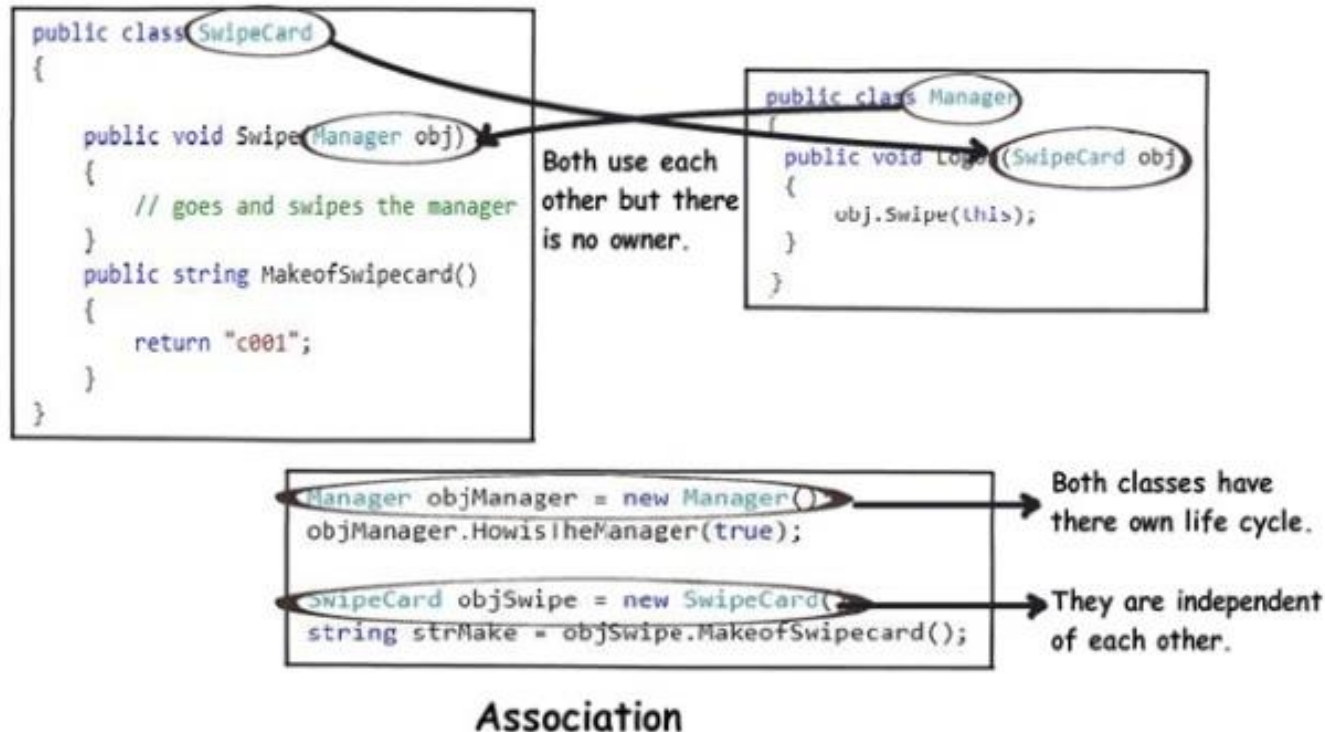 public class SwipeCard
{
public void Swipe(Manager obj)
{
// goes and swipes the manager
}
public string MakeofSwipecard()
{
return "c001";
}
}
Both use each
other but there
is no owner.
public class Manager
{
public void (SwipeCard obj
{
obj.Swipe(this);
}
}
Manager objManager = new Manager()
objManager.HowisTheManager(true);
SwipeCard objSwipe = new SwipeCard(
string strMake = objSwipe.MakeofSwipecard();
Both classes have
there own life cycle.
They are independent
of each other.
Association